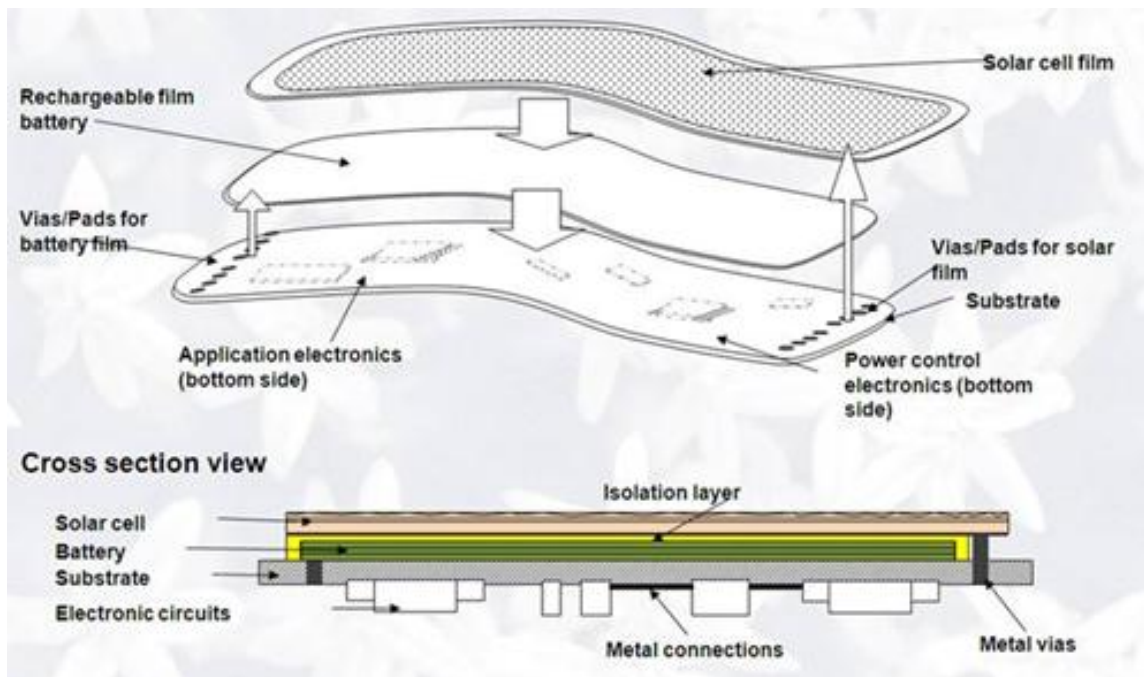 Solar cell film
Rechargeable film
battery
Vias/Pads for
battery film
Vias/Pads for solar
film
Substrate
Application electronics
(bottom side)
Power control
electronics (bottom
side)
Cross section view
Isolation layer
Solar cell
Battery
Substrate
Electronic circuits
Metal connections
Metal vias